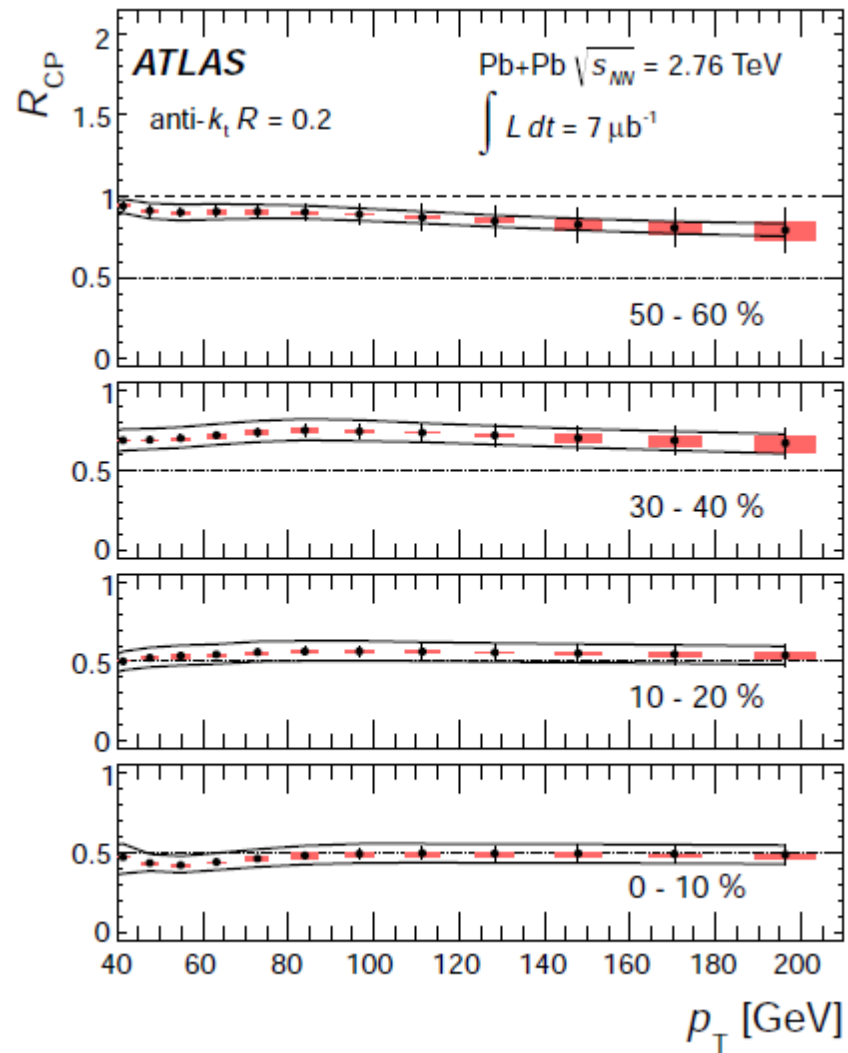 R_CP
2
1.5
1
0.5
0
ATLAS
Pb+Pb √s_NN = 2.76 TeV
anti-k_t R = 0.2
∫ L dt = 7 μb⁻¹
50 - 60 %
1
0.5
0
30 - 40 %
1
0.5
0
10 - 20 %
1
0.5
0
0 - 10 %
40 60 80 100 120 140 160 180 200
p_T [GeV]